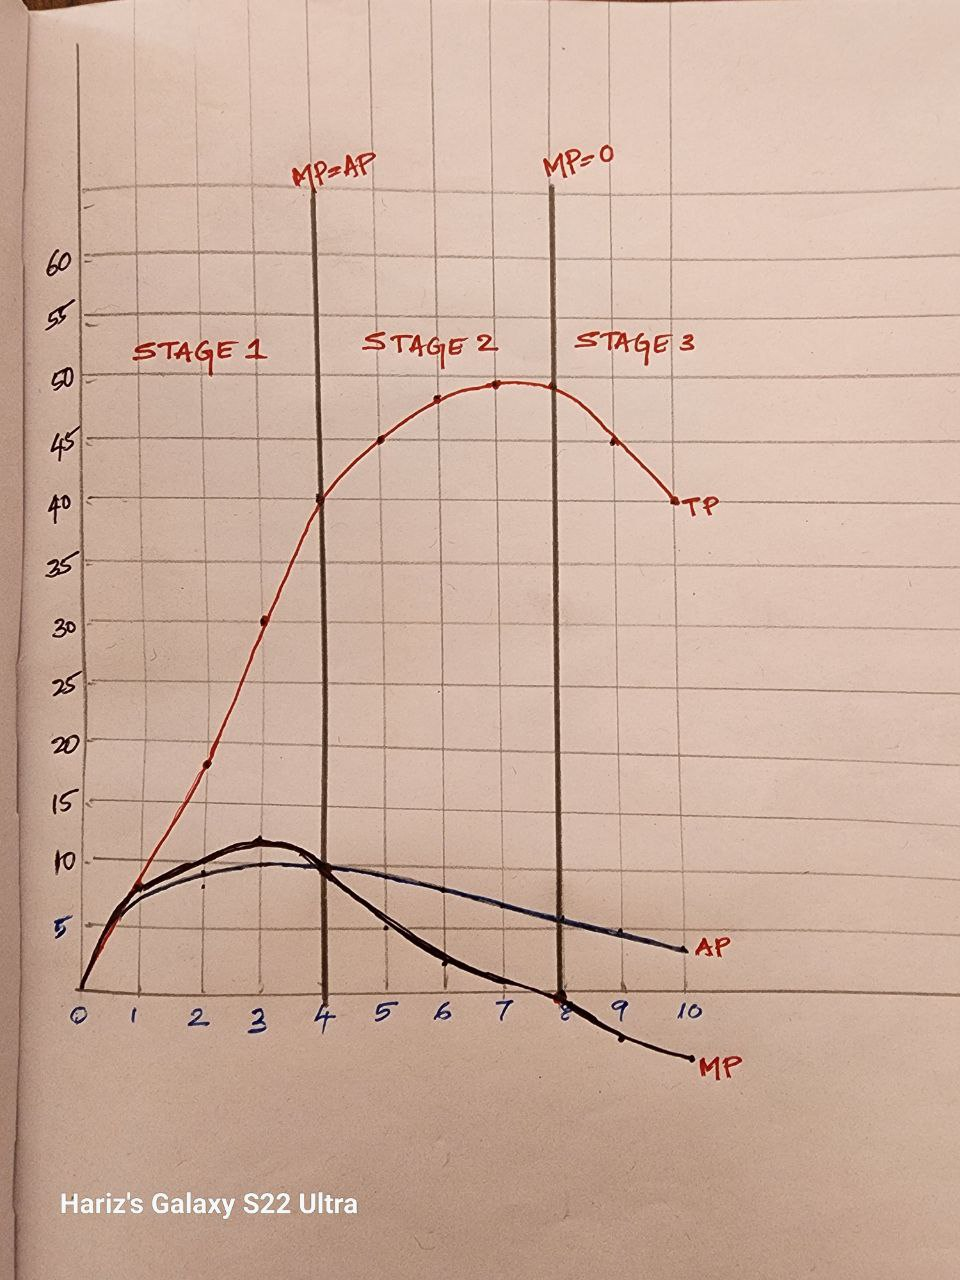 MP=AP
MP=0
60
55
STAGE 1
STAGE 2
STAGE 3
50
45
40
TP
35
30
25
20
15
10
5
AP
0 1 2 3 4 5 6 7 8 9 10
MP
Hariz's Galaxy S22 Ultra